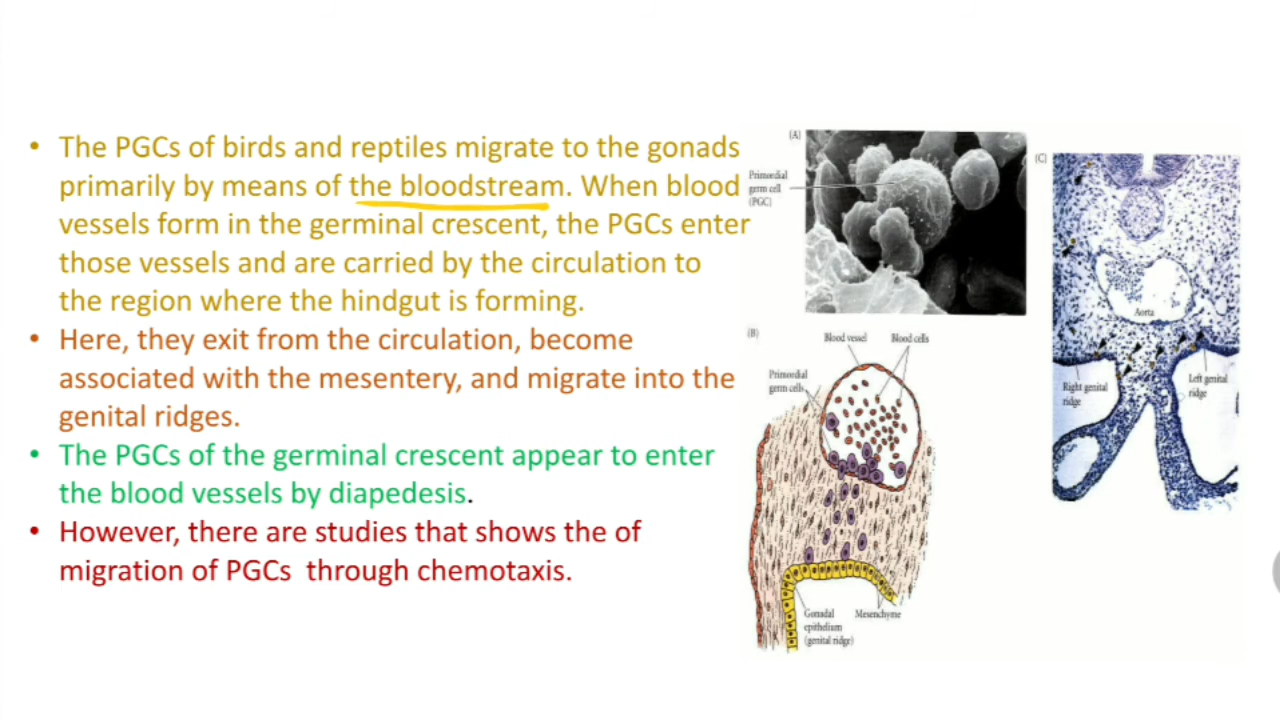 • The PGCs of birds and reptiles migrate to the gonads
primarily by means of the bloodstream. When blood
vessels form in the germinal crescent, the PGCs enter
those vessels and are carried by the circulation to
the region where the hindgut is forming.
• Here, they exit from the circulation, become
associated with the mesentery, and migrate into the
genital ridges.
• The PGCs of the germinal crescent appear to enter
the blood vessels by diapedesis.
• However, there are studies that shows the of
migration of PGCs  through chemotaxis.
(A)
Primordial
germ cell
(PGC)
(B)
Blood vessel
Blood cells
Primordial
germ cells
Gonadal
epithelium
(genital ridge)
Mesenchyme
(C)
Aorta
Right genital
ridge
Left genital
ridge